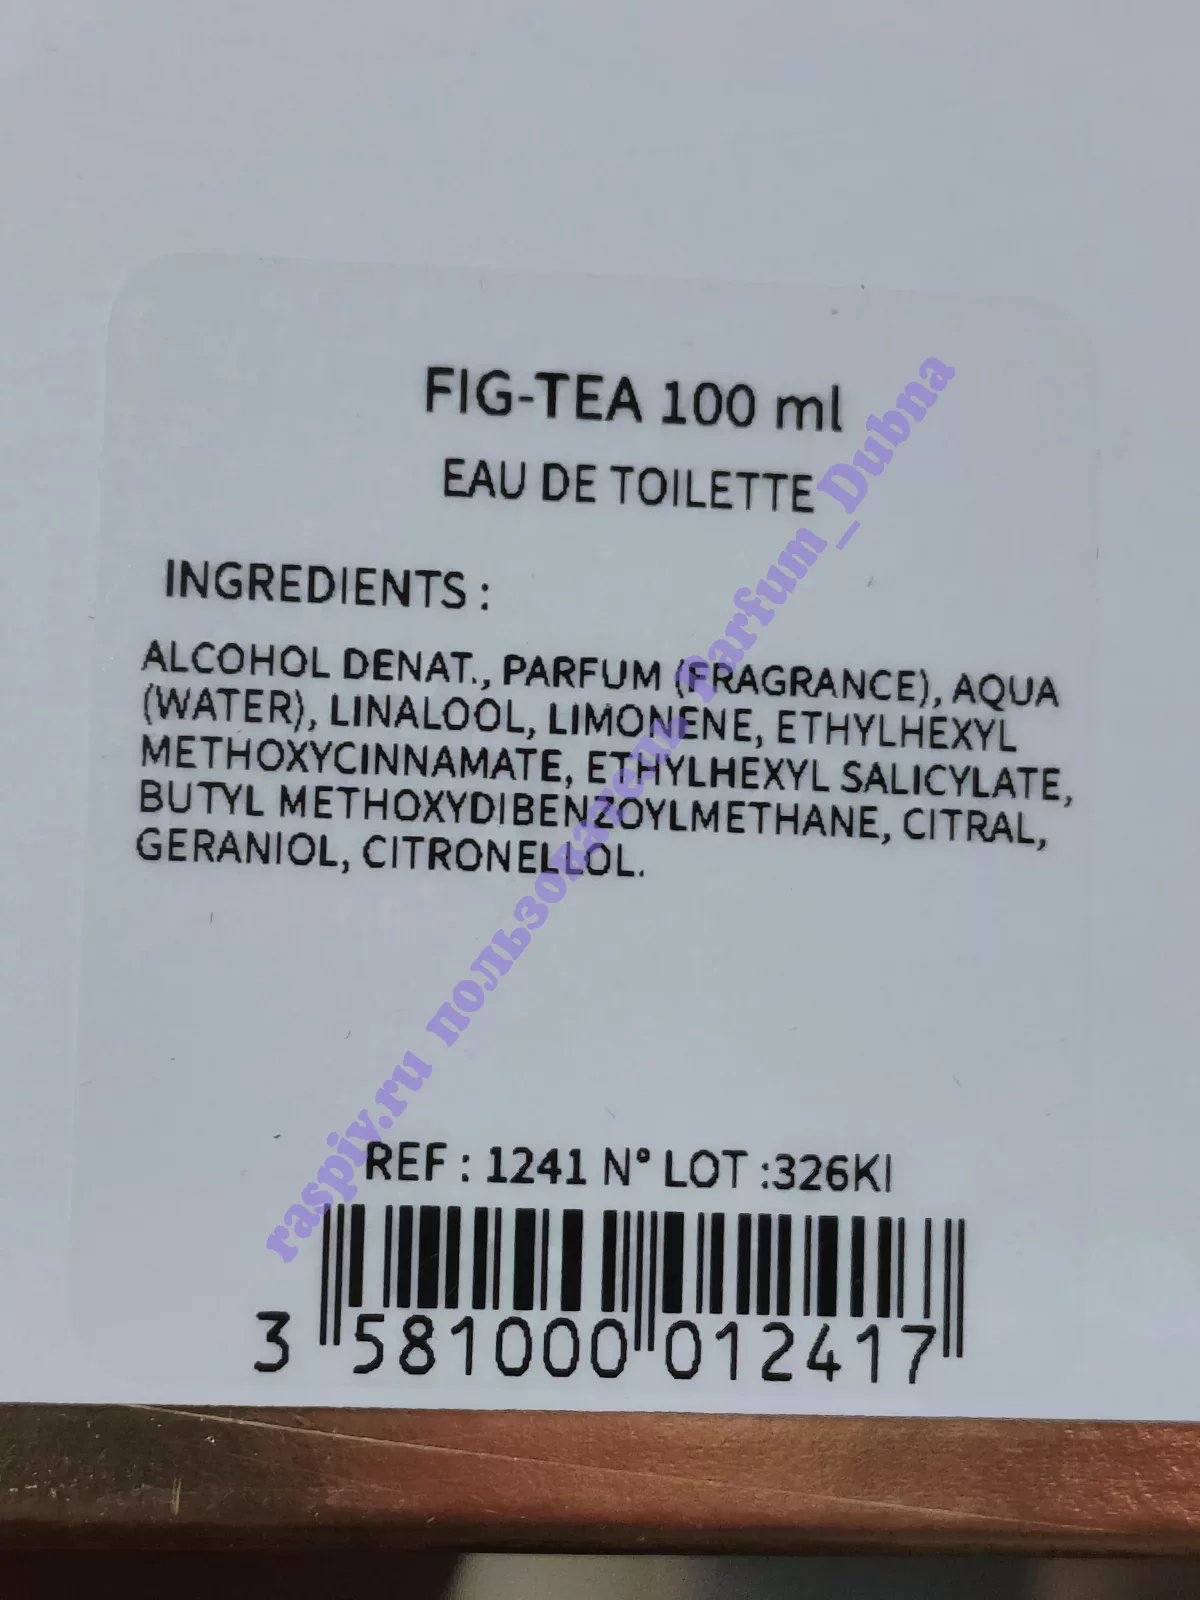 FIG-TEA 100 ml
EAU DE TOILETTE
INGREDIENTS :
ALCOHOL DENAT., PARFUM (FRAGRANCE), AQUA
(WATER), LINALOOL, LIMONENE, ETHYLHEXYL
METHOXYCINNAMATE, ETHYLHEXYL SALICYLATE,
BUTYL METHOXYDIBENZOYLMETHANE, CITRAL,
GERANIOL, CITRONELLOL.
REF : 1241 N° LOT :326KI
3 581000 012417
raspiv.ru пользователь Parfum_Dubna